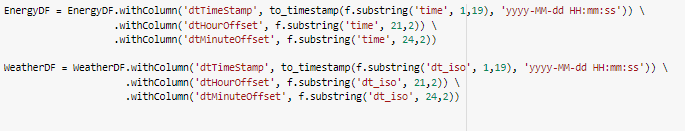 EnergyDF = EnergyDF.withColumn('dtTimeStamp', to_timestamp(f.substring('time', 1,19), 'yyyy-MM-dd HH:mm:ss')) \
.withColumn('dtHourOffset', f.substring('time', 21,2)) \
.withColumn('dtMinuteOffset', f.substring('time', 24,2))
WeatherDF = WeatherDF.withColumn('dtTimeStamp', to_timestamp(f.substring('dt_iso', 1,19), 'yyyy-MM-dd HH:mm:ss')) \
.withColumn('dtHourOffset', f.substring('dt_iso', 21,2)) \
.withColumn('dtMinuteOffset', f.substring('dt_iso', 24,2))